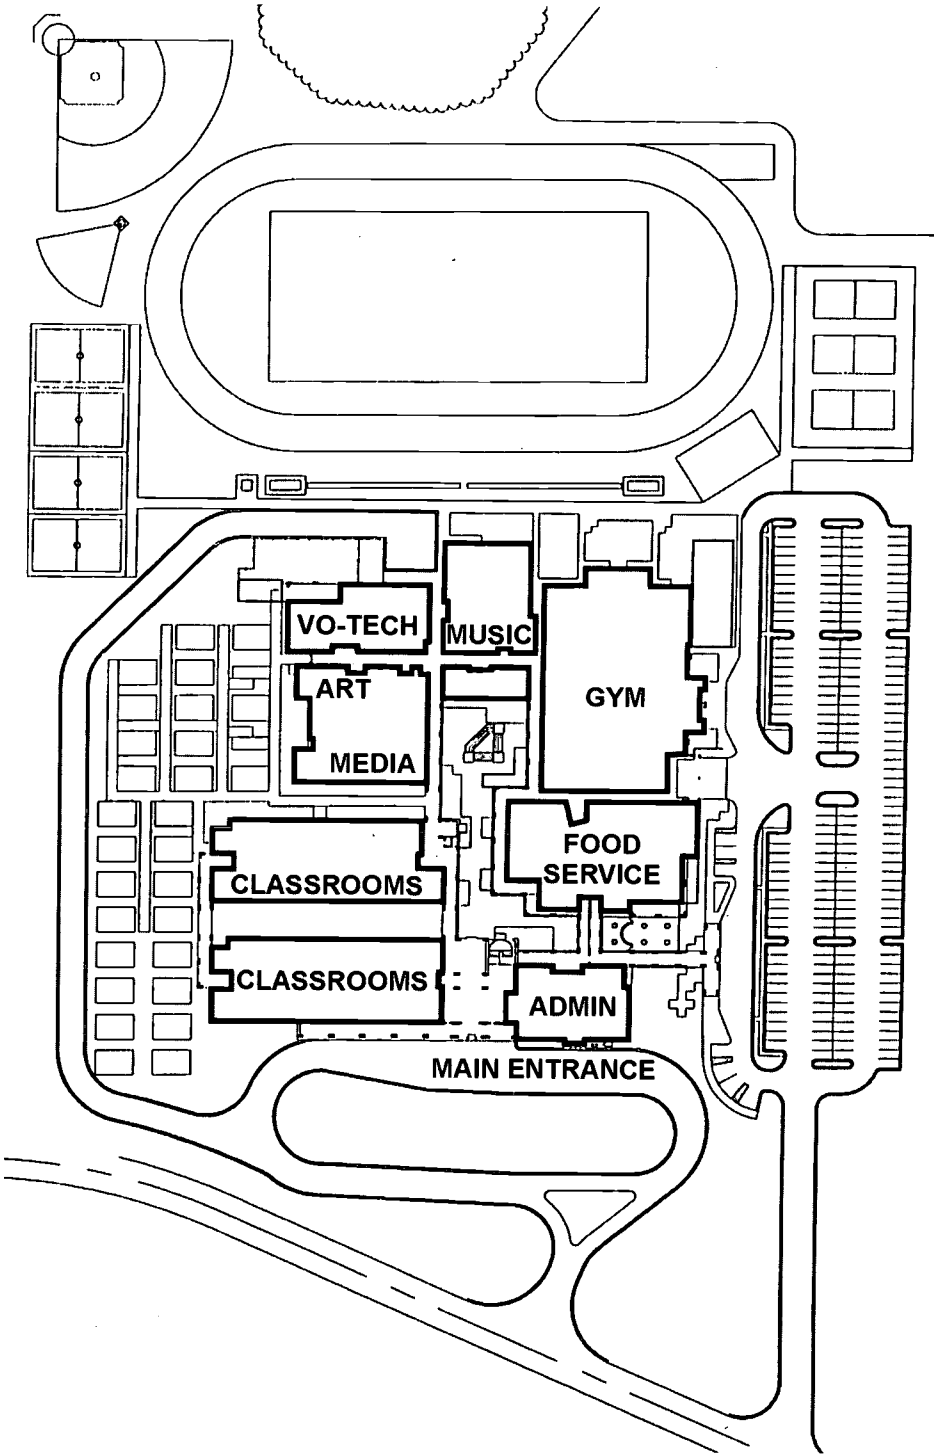 VO-TECH
MUSIC
ART
GYM
MEDIA
FOOD
SERVICE
CLASSROOMS
CLASSROOMS
ADMIN
MAIN ENTRANCE